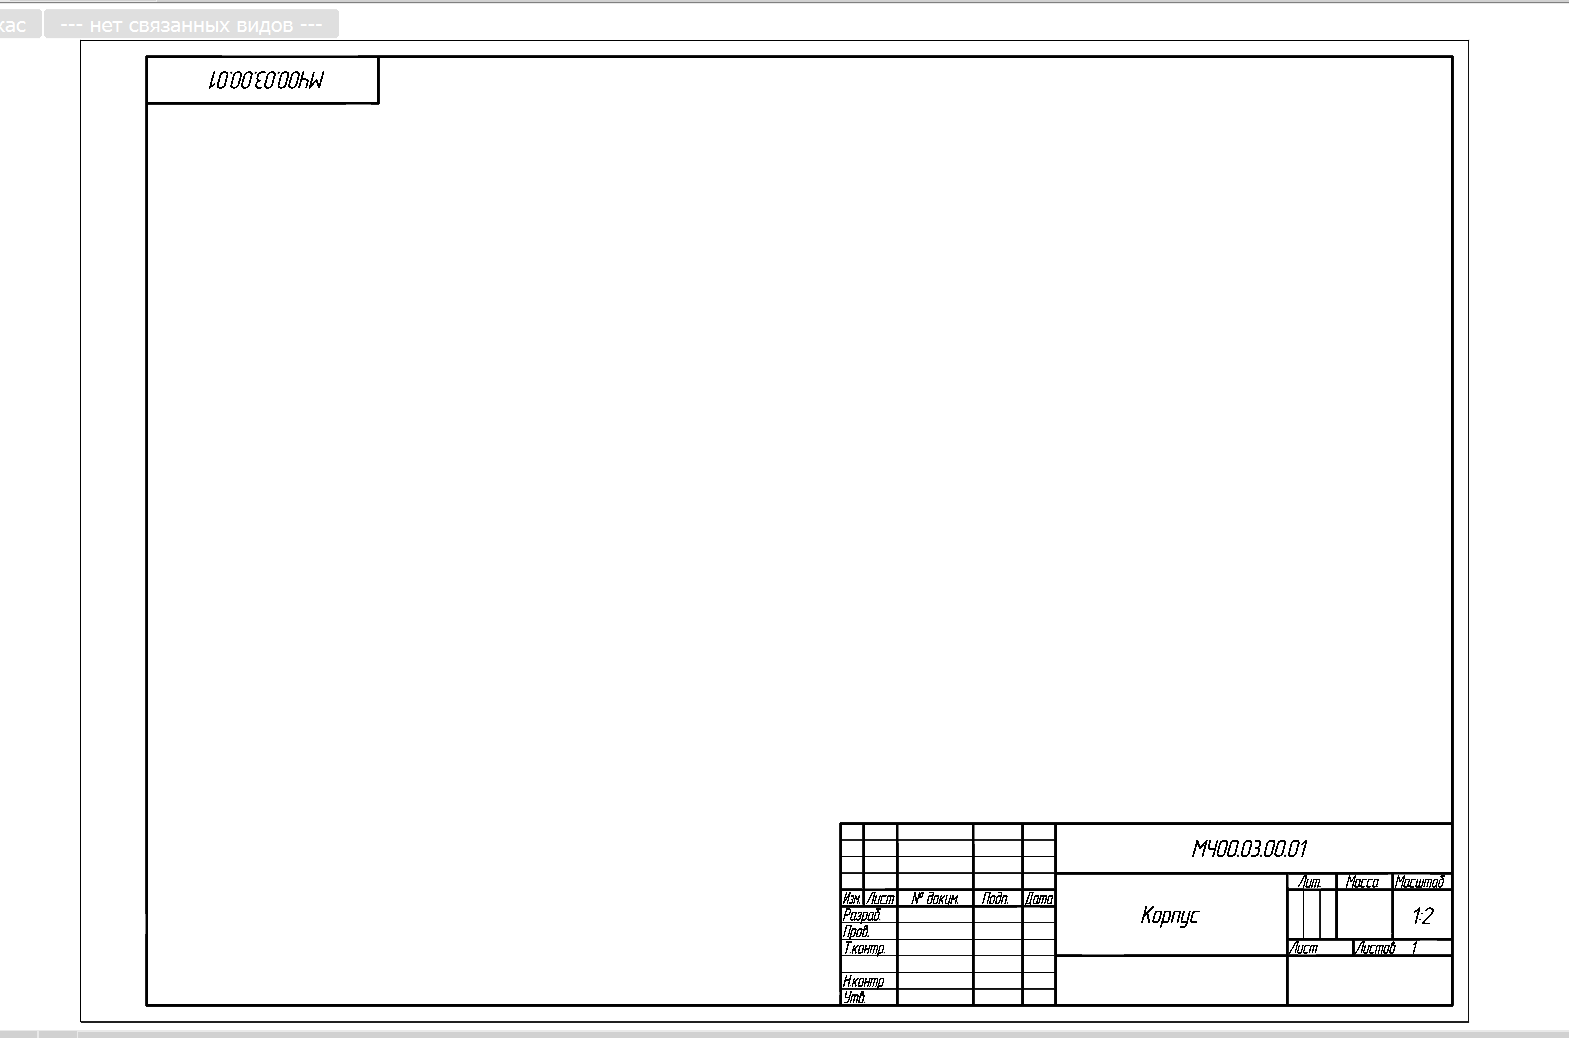 кас
--- нет связанных видов ---
МЧ00.03.00.01
МЧ00.03.00.01
Лит. Масса Масштаб
Изм. Лист № докум. Подп. Дата
Разраб.
Корпус
1:2
Пров.
Т.контр.
Лист Листов 1
Н.контр.
Утв.